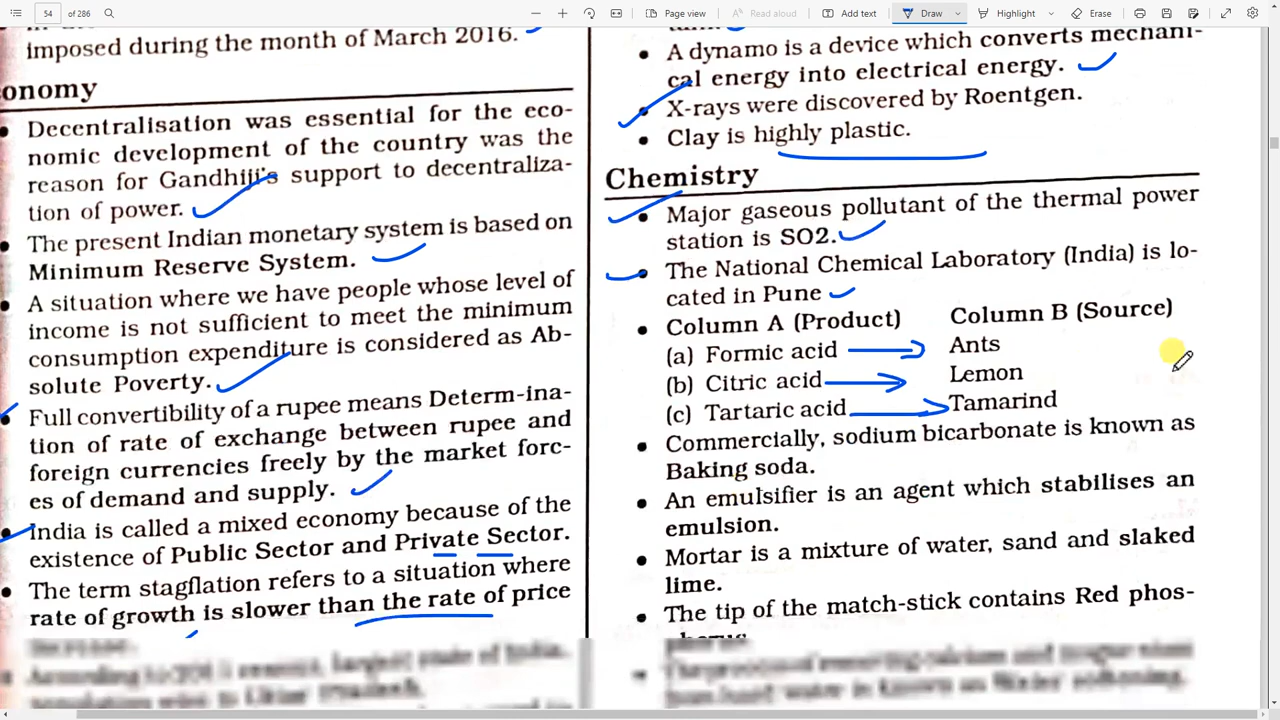 54
of 286
Page view
Read aloud
Add text
Draw
Highlight
Erase
imposed during the month of March 2016.
onomy
Decentralisation was essential for the eco-
nomic development of the country was the
reason for Gandhiji's support to decentraliza-
tion of power.
The present Indian monetary system is based on
Minimum Reserve System.
A situation where we have people whose level of
income is not sufficient to meet the minimum
consumption expenditure is considered as Ab-
solute Poverty.
Full convertibility of a rupee means Determ-ina-
tion of rate of exchange between rupee and
foreign currencies freely by the market forc-
es of demand and supply.
India is called a mixed economy because of the
existence of Public Sector and Private Sector.
The term stagflation refers to a situation where
rate of growth is slower than the rate of price
A dynamo is a device which converts mechani-
cal energy into electrical energy.
X-rays were discovered by Roentgen.
Clay is highly plastic.
Chemistry
Major gaseous pollutant of the thermal power
station is SO2.
The National Chemical Laboratory (India) is lo-
cated in Pune
Column A (Product) Column B (Source)
(a) Formic acid Ants
(b) Citric acid Lemon
(c) Tartaric acid Tamarind
Commercially, sodium bicarbonate is known as
Baking soda.
An emulsifier is an agent which stabilises an
emulsion.
Mortar is a mixture of water, sand and slaked
lime.
The tip of the match-stick contains Red phos-